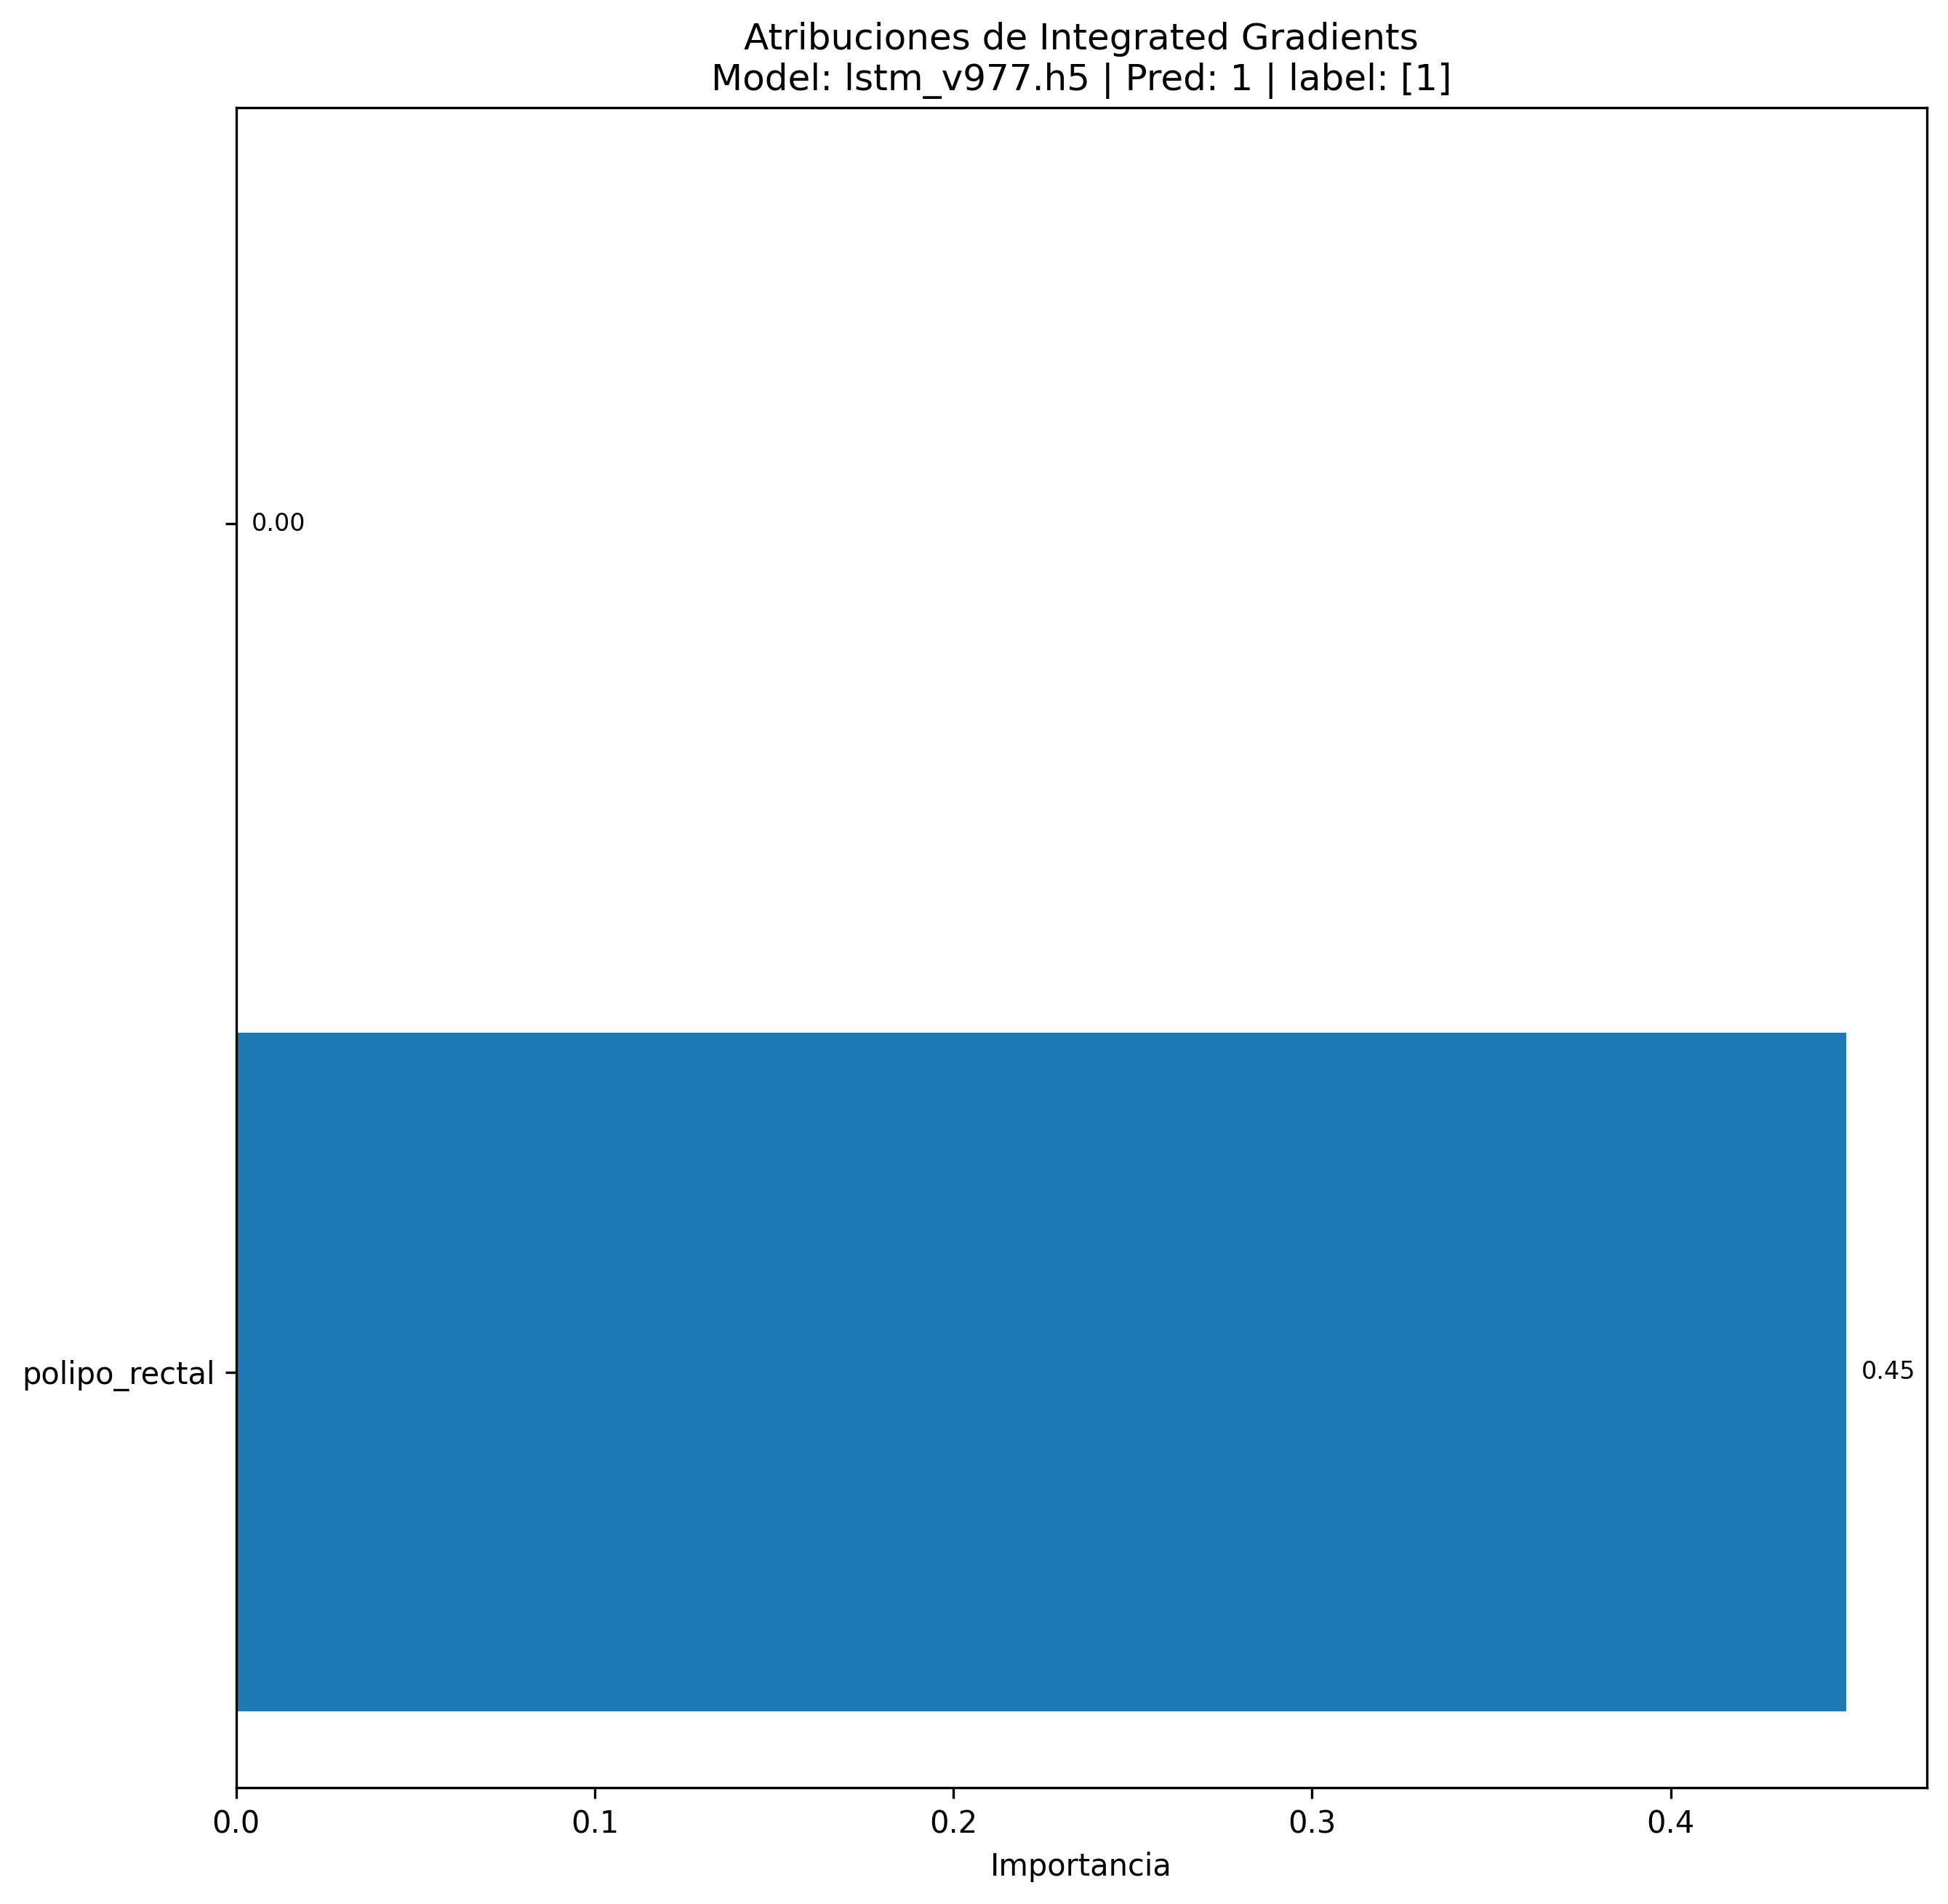 Atribuciones de Integrated Gradients
Model: lstm_v977.h5 | Pred: 1 | label: [1]
0.00
polipo_rectal
0.45
0.0 0.1 0.2 0.3 0.4
Importancia